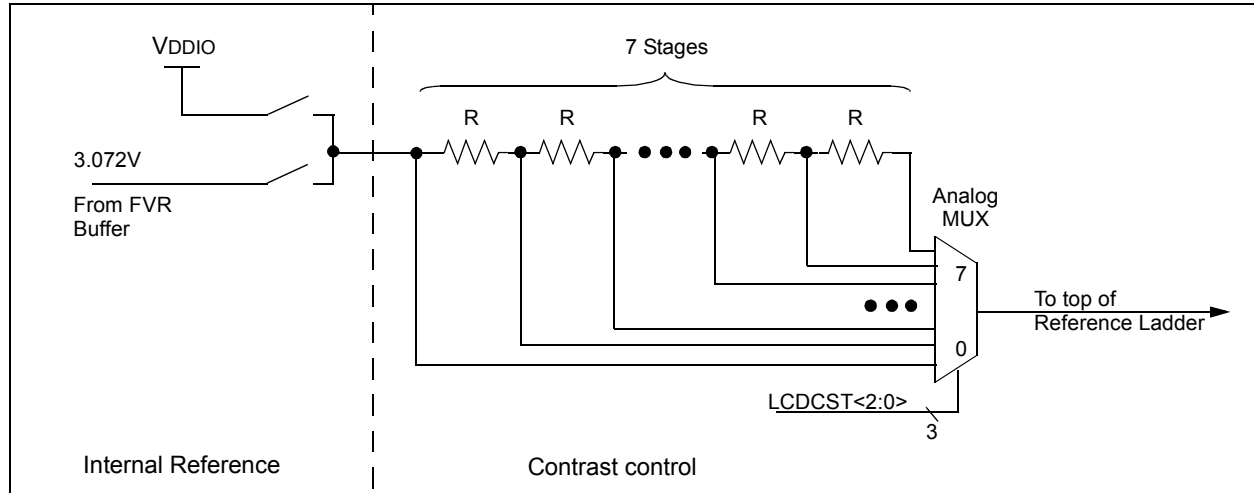 VDDIO
7 Stages
R
R
R
R
3.072V
From FVR
Buffer
Analog
MUX
7
0
To top of
Reference Ladder
LCDCST<2:0>
3
Internal Reference
Contrast control